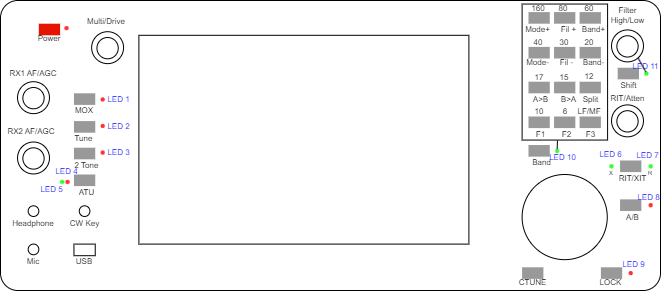 Power
Multi/Drive
RX1 AF/AGC
LED 1
MOX
RX2 AF/AGC
LED 2
Tune
LED 3
2 Tone
LED 4
LED 5
ATU
Headphone
CW Key
Mic
USB
160 80 60
Mode+ Fil + Band+
40 30 20
Mode- Fil - Band-
17 15 12
A>B B>A Split
10 6 LF/MF
F1 F2 F3
Band
LED 10
Filter
High/Low
LED 11
Shift
RIT/Atten
LED 6 LED 7
X RIT/XIT R
LED 8
A/B
LED 9
CTUNE LOCK